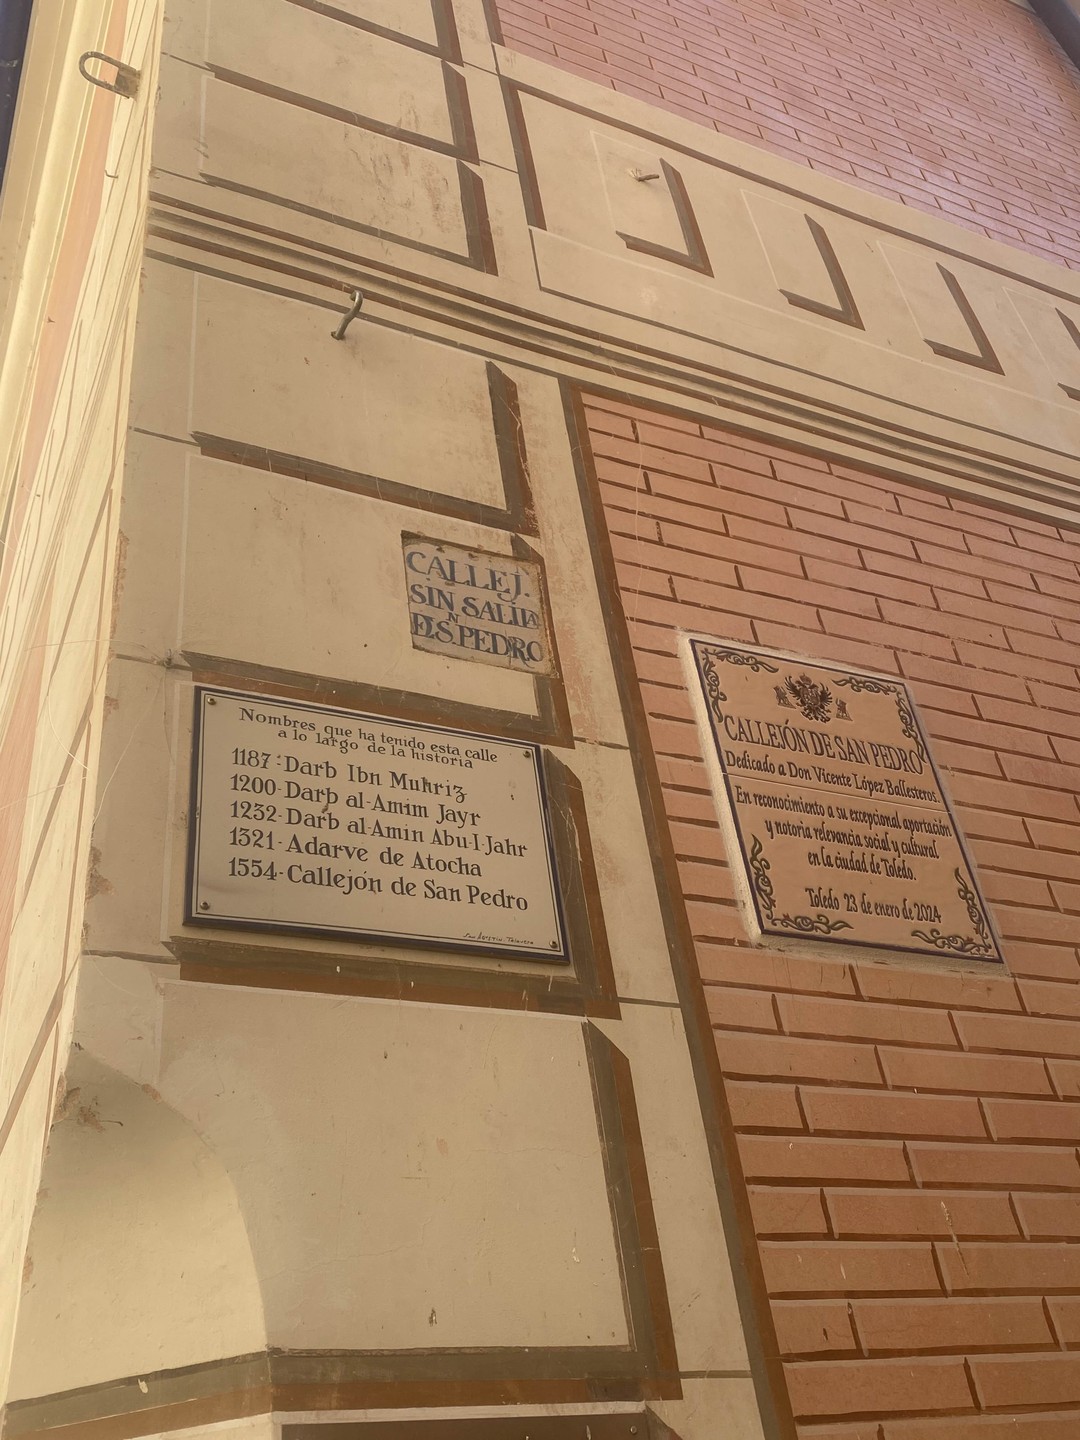 CALLEJ.
SIN SALIDA
DE S. PEDRO
Nombres que ha tenido esta calle
a lo largo de la historia
1187-Darb Ibn Muhriz
1200-Darb al-Amim Jayr
1232-Darb al-Amin Abu-l-Jahr
1321-Adarve de Atocha
1554-Callejón de San Pedro
CALLEJÓN DE SAN PEDRO
Dedicado a Don Vicente López Ballesteros.
En reconocimiento a su excepcional aportación
y notoria relevancia social y cultural
en la ciudad de Toledo.
Toledo 23 de enero de 2024